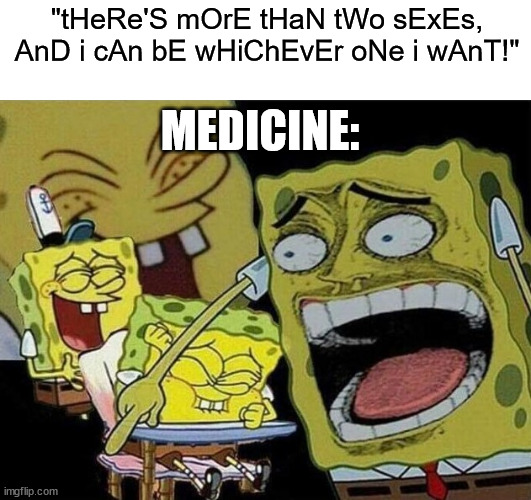 "tHeRe'S mOrE tHaN tWo sExEs,
AnD i cAn bE wHiChEvEr oNe i wAnT!"
MEDICINE:
imgflip.com